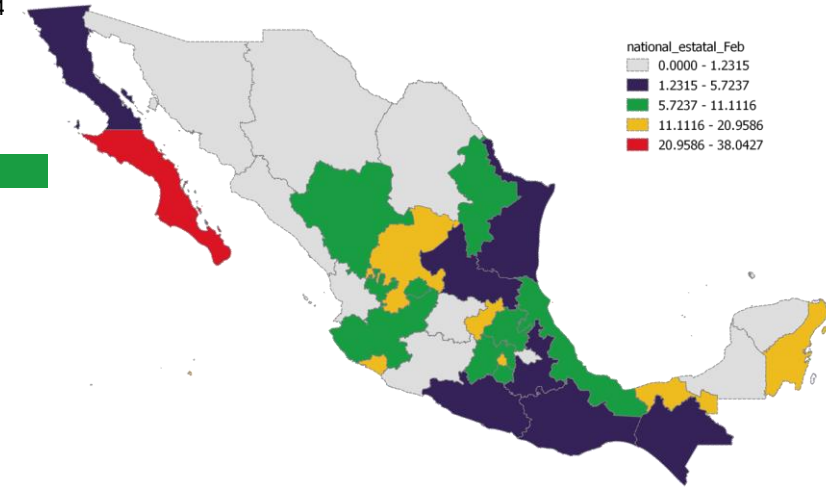 4
national_estatal_Feb
0.0000 - 1.2315
1.2315 - 5.7237
5.7237 - 11.1116
11.1116 - 20.9586
20.9586 - 38.0427